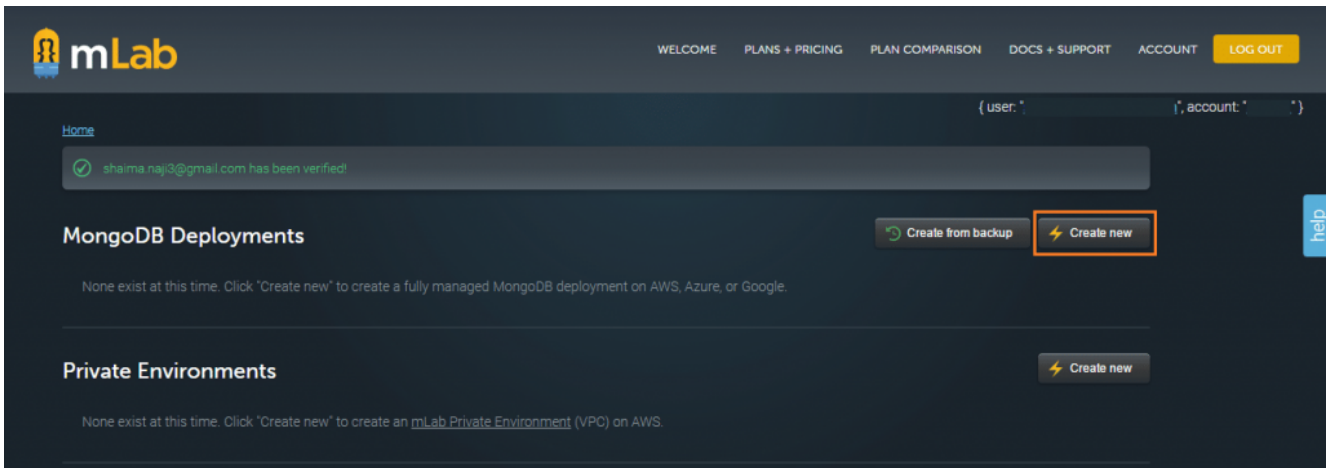 mLab
WELCOME PLANS + PRICING PLAN COMPARISON DOCS + SUPPORT ACCOUNT LOG OUT
{ user: " ", account: " " }
Home
shaima.naji3@gmail.com has been verified!
MongoDB Deployments
Create from backup
Create new
None exist at this time. Click "Create new" to create a fully managed MongoDB deployment on AWS, Azure, or Google.
help
Private Environments
Create new
None exist at this time. Click "Create new" to create an mLab Private Environment (VPC) on AWS.